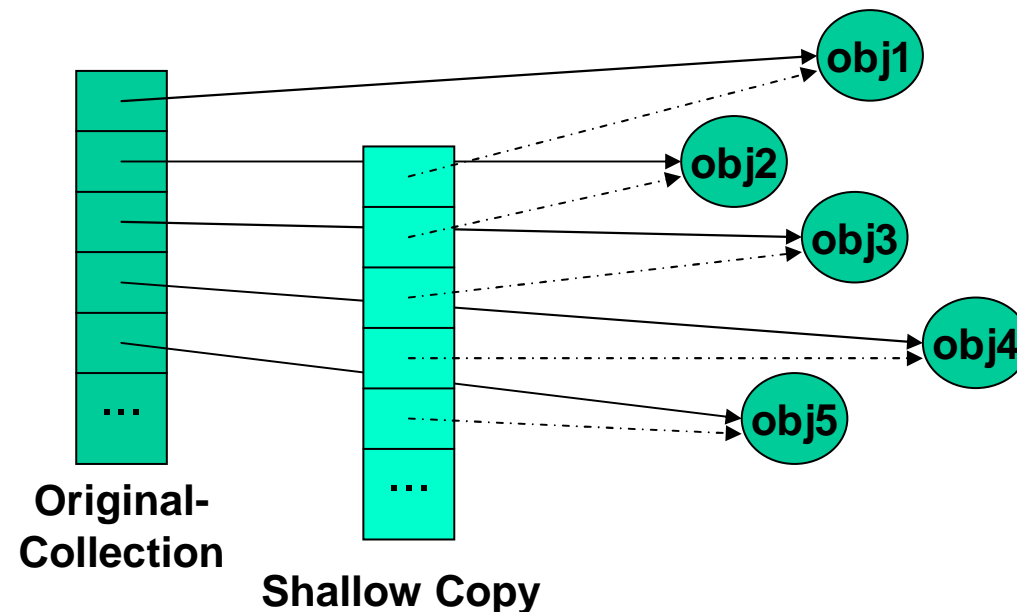 obj1
obj2
obj3
obj4
obj5
...
...
Original-
Collection
Shallow Copy